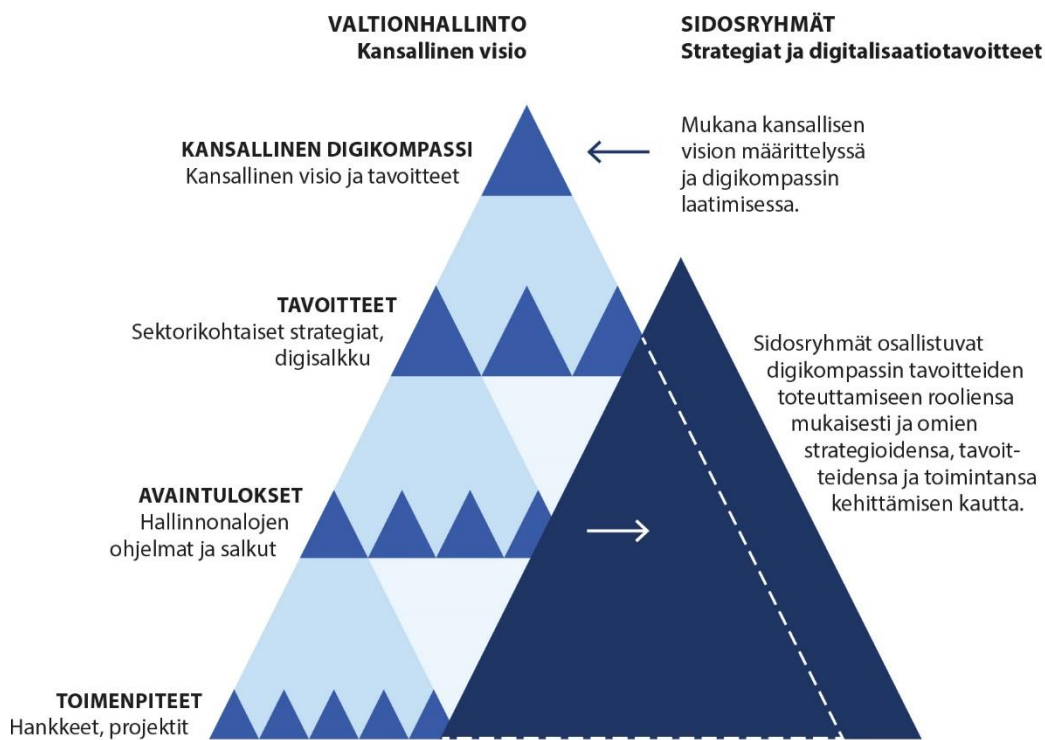 VALTIONHALLINTO
Kansallinen visio
SIDOSRYHMÄT
Strategiat ja digitalisaatiotavoitteet
KANSALLINEN DIGIKOMPASSI
Kansallinen visio ja tavoitteet
Mukana kansallisen
vision määrittelyssä
ja digikompassin
laatimisessa.
TAVOITTEET
Sektorikohtaiset strategiat,
digisalkku
Sidosryhmät osallistuvat
digikompassin tavoitteiden
toteuttamiseen rooliensa
mukaisesti ja omien
strategioidensa, tavoit-
teidensa ja toimintansa
kehittämisen kautta.
AVAINTULOKSET
Hallinnonalojen
ohjelmat ja salkut
TOIMENPITEET
Hankkeet, projektit